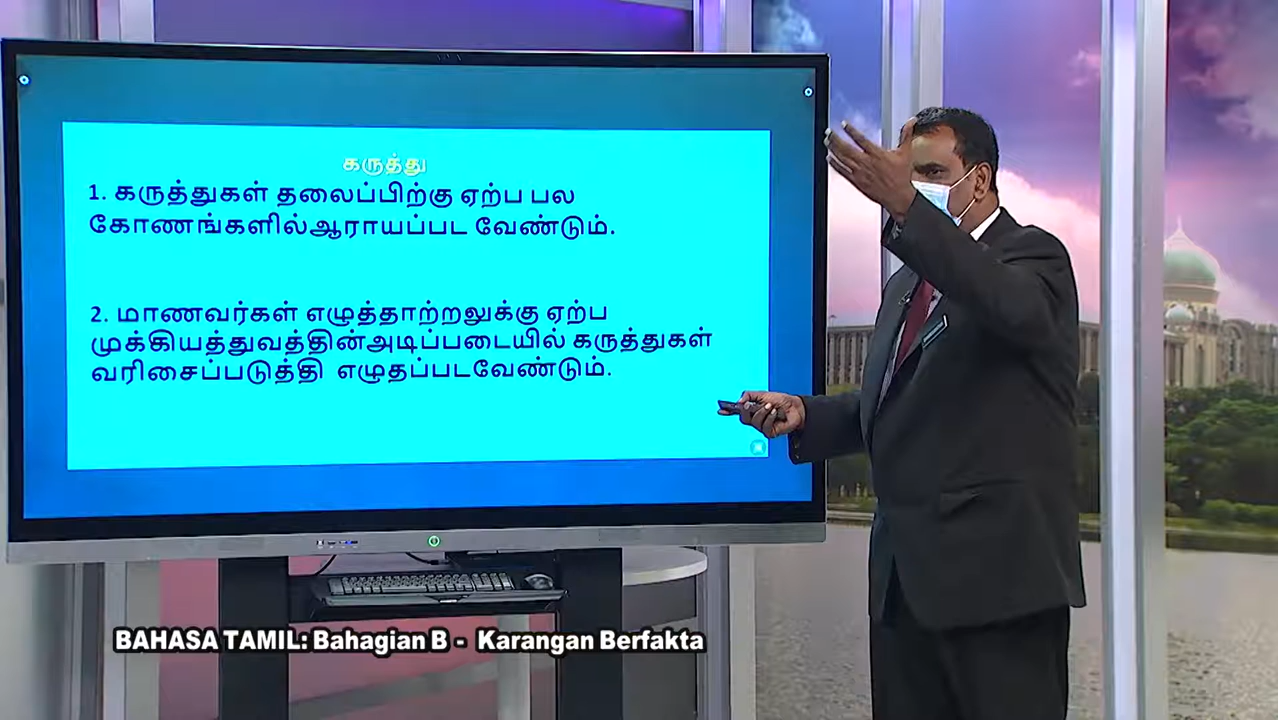 கருத்து
1. கருத்துகள் தலைப்பிற்கு ஏற்ப பல
கோணங்களில்ஆராயப்பட வேண்டும்.
2. மாணவர்கள் எழுத்தாற்றலுக்கு ஏற்ப
முக்கியத்துவத்தின்அடிப்படையில் கருத்துகள்
வரிசைப்படுத்தி எழுதப்படவேண்டும்.
BAHASA TAMIL: Bahagian B - Karangan Berfakta